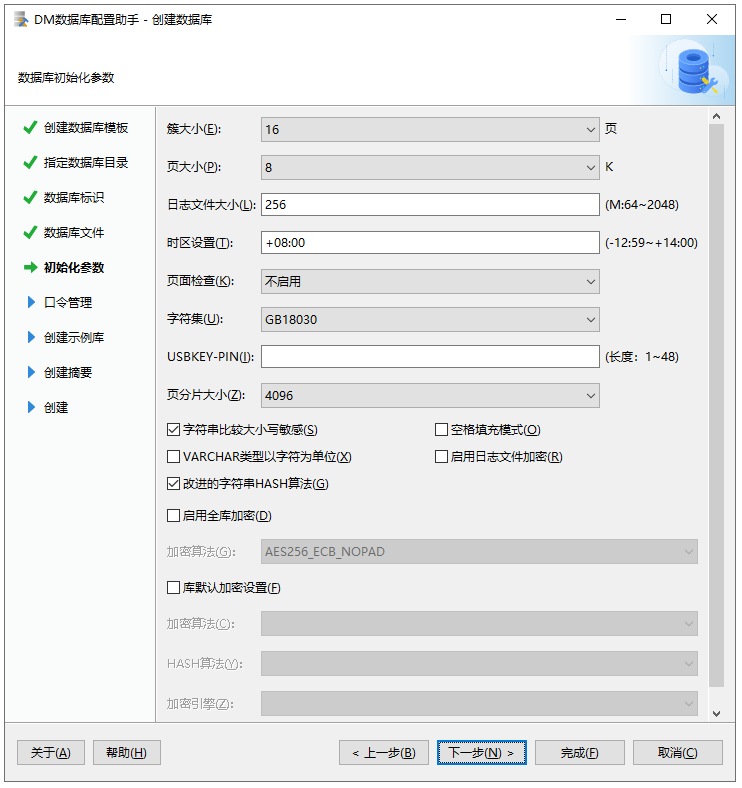 DM数据库配置助手 - 创建数据库
数据库初始化参数
创建数据库模板
指定数据库目录
数据库标识
数据库文件
初始化参数
口令管理
创建示例库
创建摘要
创建
簇大小(E): 16 页
页大小(P): 8 K
日志文件大小(L): 256 (M:64~2048)
时区设置(T): +08:00 (-12:59~+14:00)
页面检查(K): 不启用
字符集(U): GB18030
USBKEY-PIN(I): (长度：1~48)
页分片大小(Z): 4096
字符串比较大小写敏感(S) 空格填充模式(O)
VARCHAR类型以字符为单位(X) 启用日志文件加密(R)
改进的字符串HASH算法(G)
启用全库加密(D)
加密算法(G): AES256_ECB_NOPAD
库默认加密设置(F)
加密算法(C):
HASH算法(Y):
加密引擎(Z):
关于(A) 帮助(H) < 上一步(B) 下一步(N) > 完成(F) 取消(C)